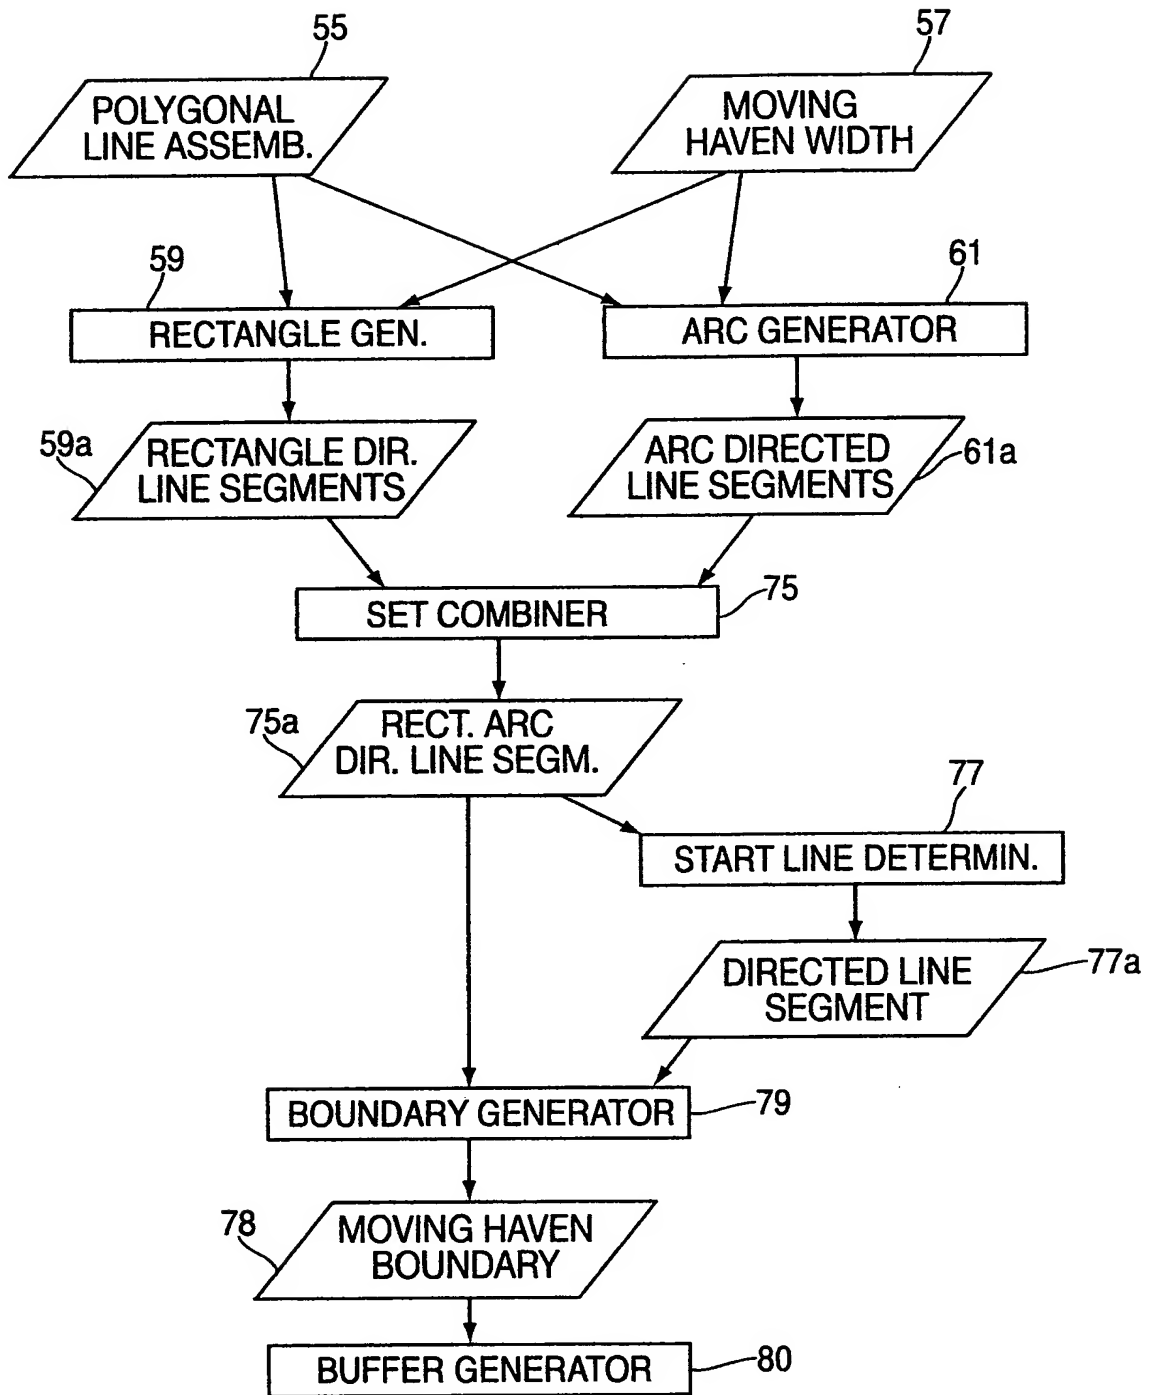 55
57
POLYGONAL
LINE ASSEMB.
MOVING
HAVEN WIDTH
59
61
RECTANGLE GEN.
ARC GENERATOR
59a
RECTANGLE DIR.
LINE SEGMENTS
ARC DIRECTED
LINE SEGMENTS
61a
SET COMBINER
75
75a
RECT. ARC
DIR. LINE SEGM.
77
START LINE DETERMIN.
DIRECTED LINE
SEGMENT
77a
BOUNDARY GENERATOR
79
78
MOVING HAVEN
BOUNDARY
BUFFER GENERATOR
80